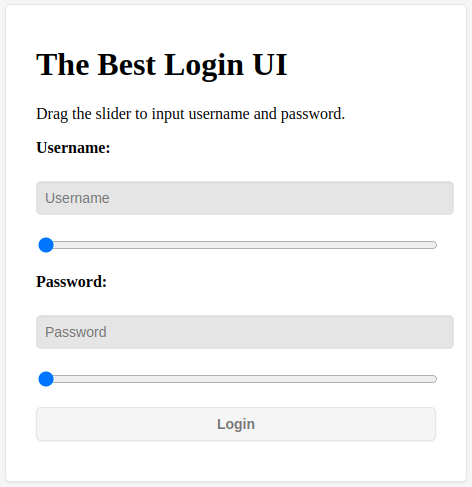 The Best Login UI
Drag the slider to input username and password.
Username:
Username
Password:
Password
Login